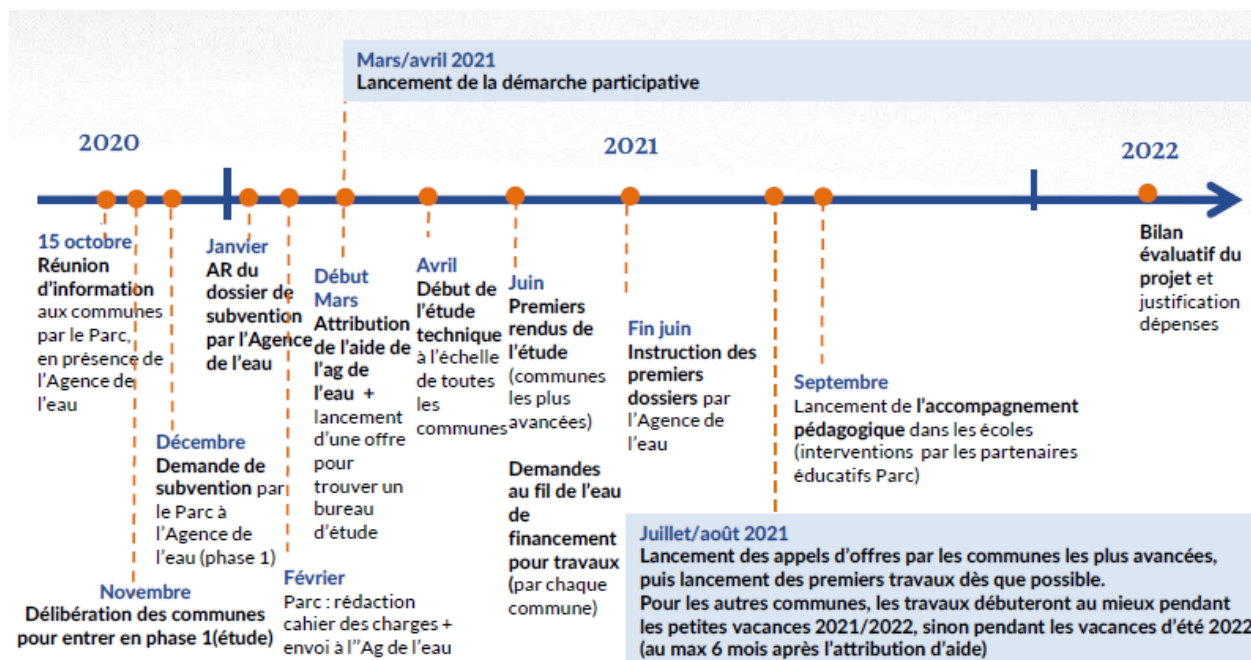 Mars/avril 2021
Lancement de la démarche participative
2020
2021
2022
15 octobre
Réunion
d'information
aux communes
par le Parc,
en présence de
l'Agence de
l'eau
Novembre
Délibération des communes
pour entrer en phase 1(étude)
Décembre
Demande de
subvention par
le Parc à
l'Agence de
l'eau (phase 1)
Janvier
AR du
dossier de
subvention
par l'Agence
de l'eau
Février
Parc : rédaction
cahier des charges +
envoi à l''Ag de l'eau
Début
Mars
Attribution
de l'aide de
l'ag de
l'eau +
lancement
d'une offre
pour
trouver un
bureau
d'étude
Avril
Début de
l'étude
technique
à l'échelle
de toutes
les
communes
Juin
Premiers
rendus de
l'étude
(communes
les plus
avancées)
Demandes
au fil de l'eau
de
financement
pour travaux
(par chaque
commune)
Fin juin
Instruction des
premiers
dossiers par
l'Agence de
l'eau
Juillet/août 2021
Lancement des appels d'offres par les communes les plus avancées,
puis lancement des premiers travaux dès que possible.
Pour les autres communes, les travaux débuteront au mieux pendant
les petites vacances 2021/2022, sinon pendant les vacances d'été 2022
(au max 6 mois après l'attribution d'aide)
Septembre
Lancement de l'accompagnement
pédagogique dans les écoles
(interventions par les partenaires
éducatifs Parc)
Bilan
évaluatif du
projet et
justification
dépenses